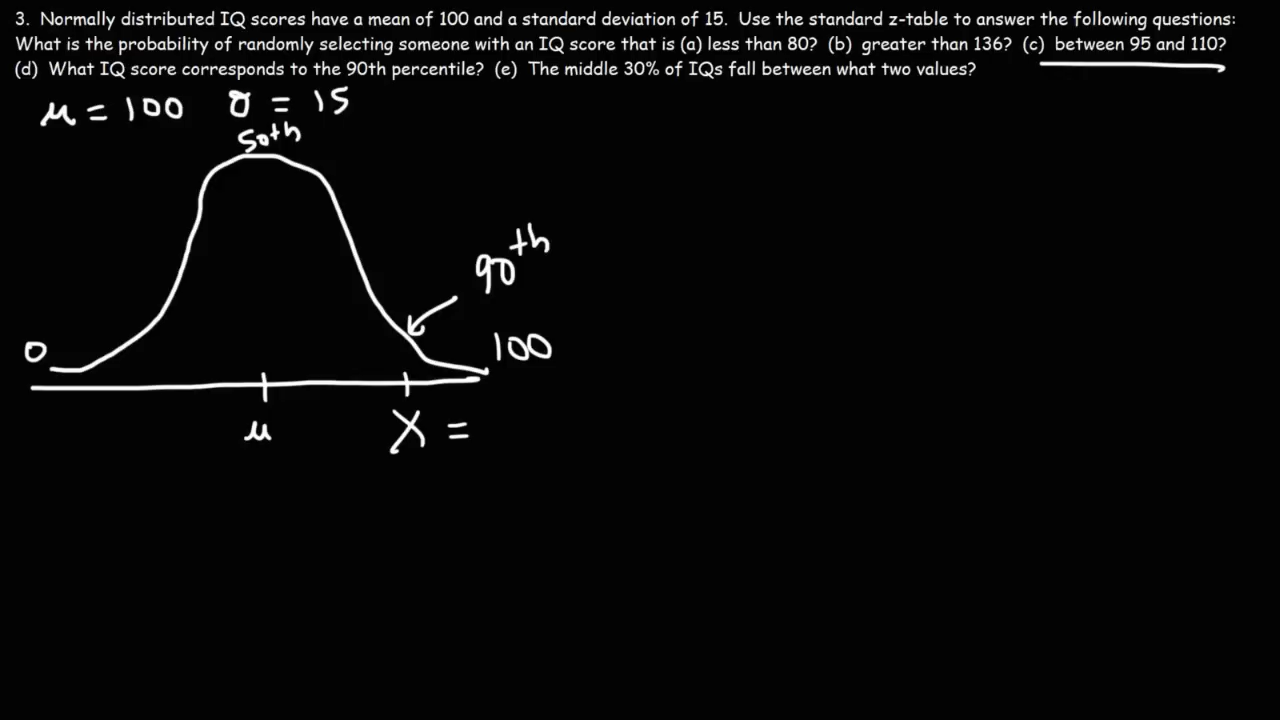 3. Normally distributed IQ scores have a mean of 100 and a standard deviation of 15. Use the standard z-table to answer the following questions:
What is the probability of randomly selecting someone with an IQ score that is (a) less than 80? (b) greater than 136? (c) between 95 and 110?
(d) What IQ score corresponds to the 90th percentile? (e) The middle 30% of IQs fall between what two values?
μ = 100 σ = 15
50th
90th
0
100
μ
X =